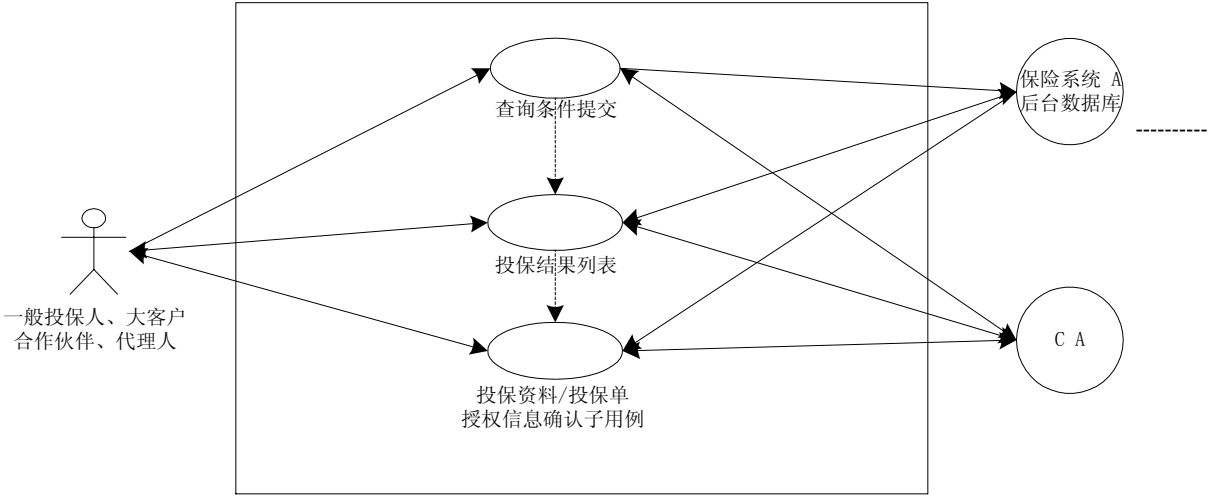 查询条件提交
保险系统 A
后台数据库
投保结果列表
一般投保人、大客户
合作伙伴、代理人
C A
投保资料/投保单
授权信息确认子用例